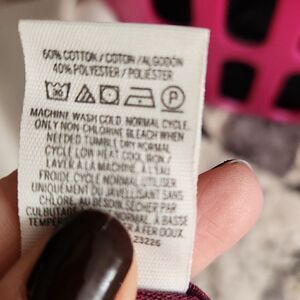 60% COTTON / COTON / ALGODÓN
40% POLYESTER / POLIÉSTER
P
MACHINE WASH COLD NORMAL CYCLE,
ONLY NON-CHLORINE BLEACH WHEN
NEEDED TUMBLE DRY NORMAL
CYCLE LOW HEAT COOL IRON /
LAVER À LA MACHINE, À L'EAU
FROIDE CYCLE NORMAL UTILISER
UNIQUEMENT DU JAVELLISANT SANS
CHLORE, AU BESOIN SÉCHER PAR
CULBUTAGE NORMAL, À BASSE
FER DOUX
23226